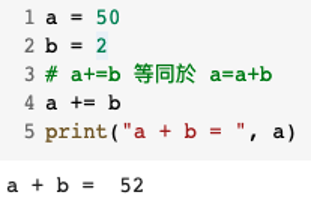 1 a = 50
2 b = 2
3 # a+=b 等同於 a=a+b
4 a += b
5 print("a + b = ", a)
a + b =  52